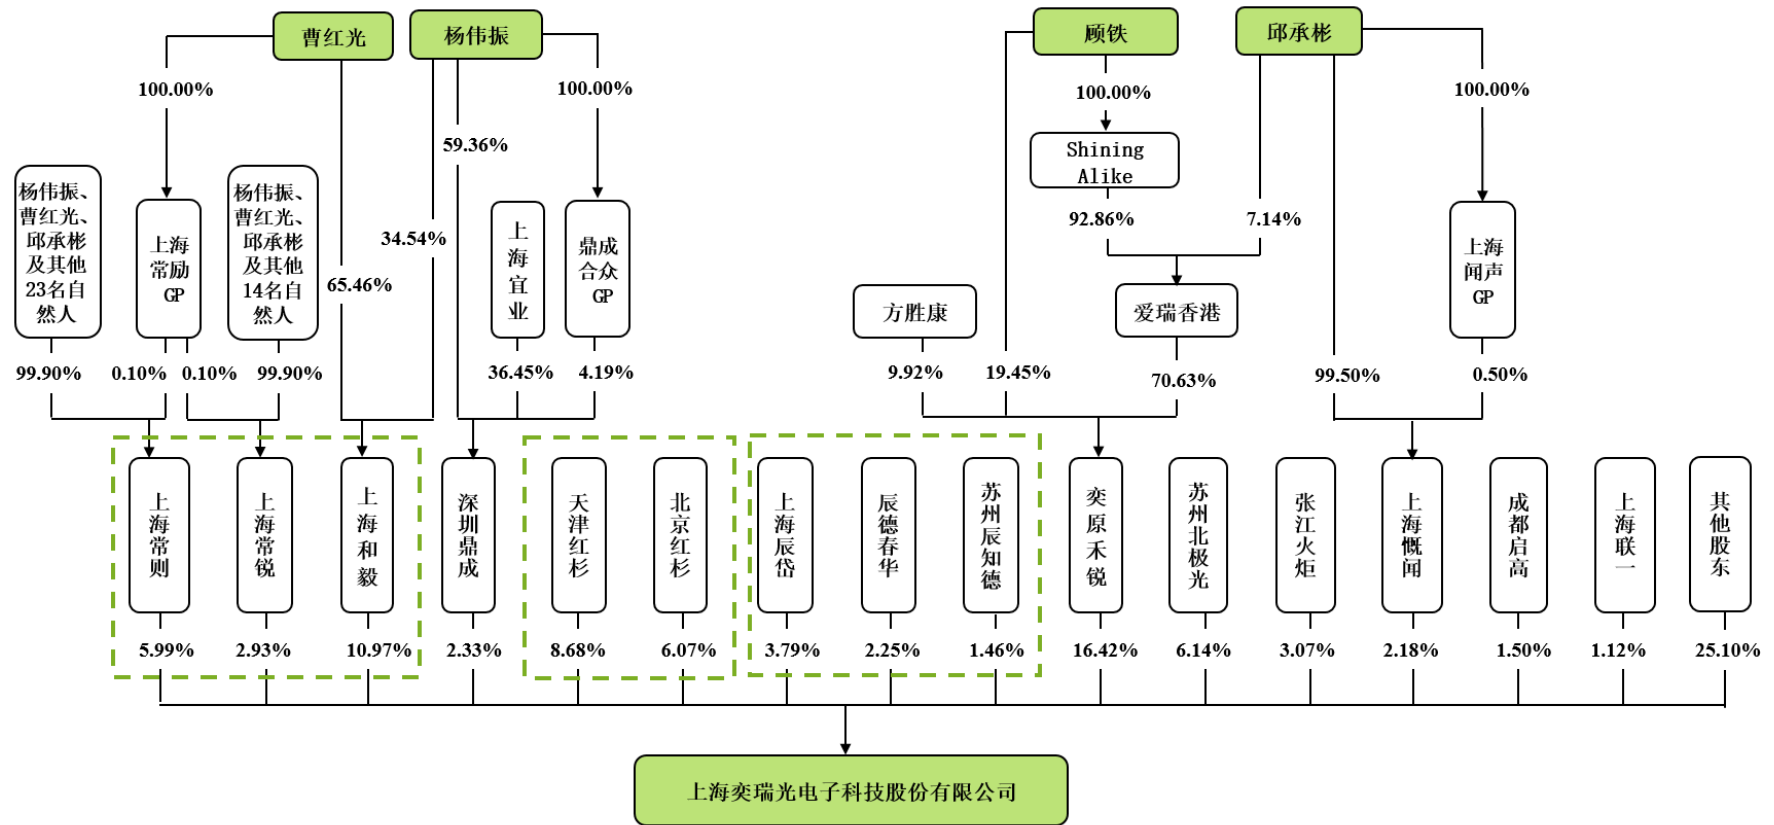 曹红光
杨伟振
顾铁
邱承彬
100.00%
100.00%
100.00%
100.00%
59.36%
Shining
Alike
杨伟振、
曹红光、
邱承彬
及其他
23名自
然人
上海
常励
GP
杨伟振、
曹红光、
邱承彬
及其他
14名自
然人
65.46%
34.54%
上海宜业
鼎成
合众
GP
92.86%
7.14%
上海
闻声
GP
方胜康
爱瑞香港
99.90%
0.10%
0.10%
99.90%
36.45%
4.19%
9.92%
19.45%
70.63%
99.50%
0.50%
上海常则
上海常锐
上海和毅
深圳鼎成
天津红杉
北京红杉
上海辰岱
辰德春华
苏州辰知德
奕原禾锐
苏州北极光
张江火炬
上海慨闻
成都启高
上海联一
其他股东
5.99%
2.93%
10.97%
2.33%
8.68%
6.07%
3.79%
2.25%
1.46%
16.42%
6.14%
3.07%
2.18%
1.50%
1.12%
25.10%
上海奕瑞光电子科技股份有限公司